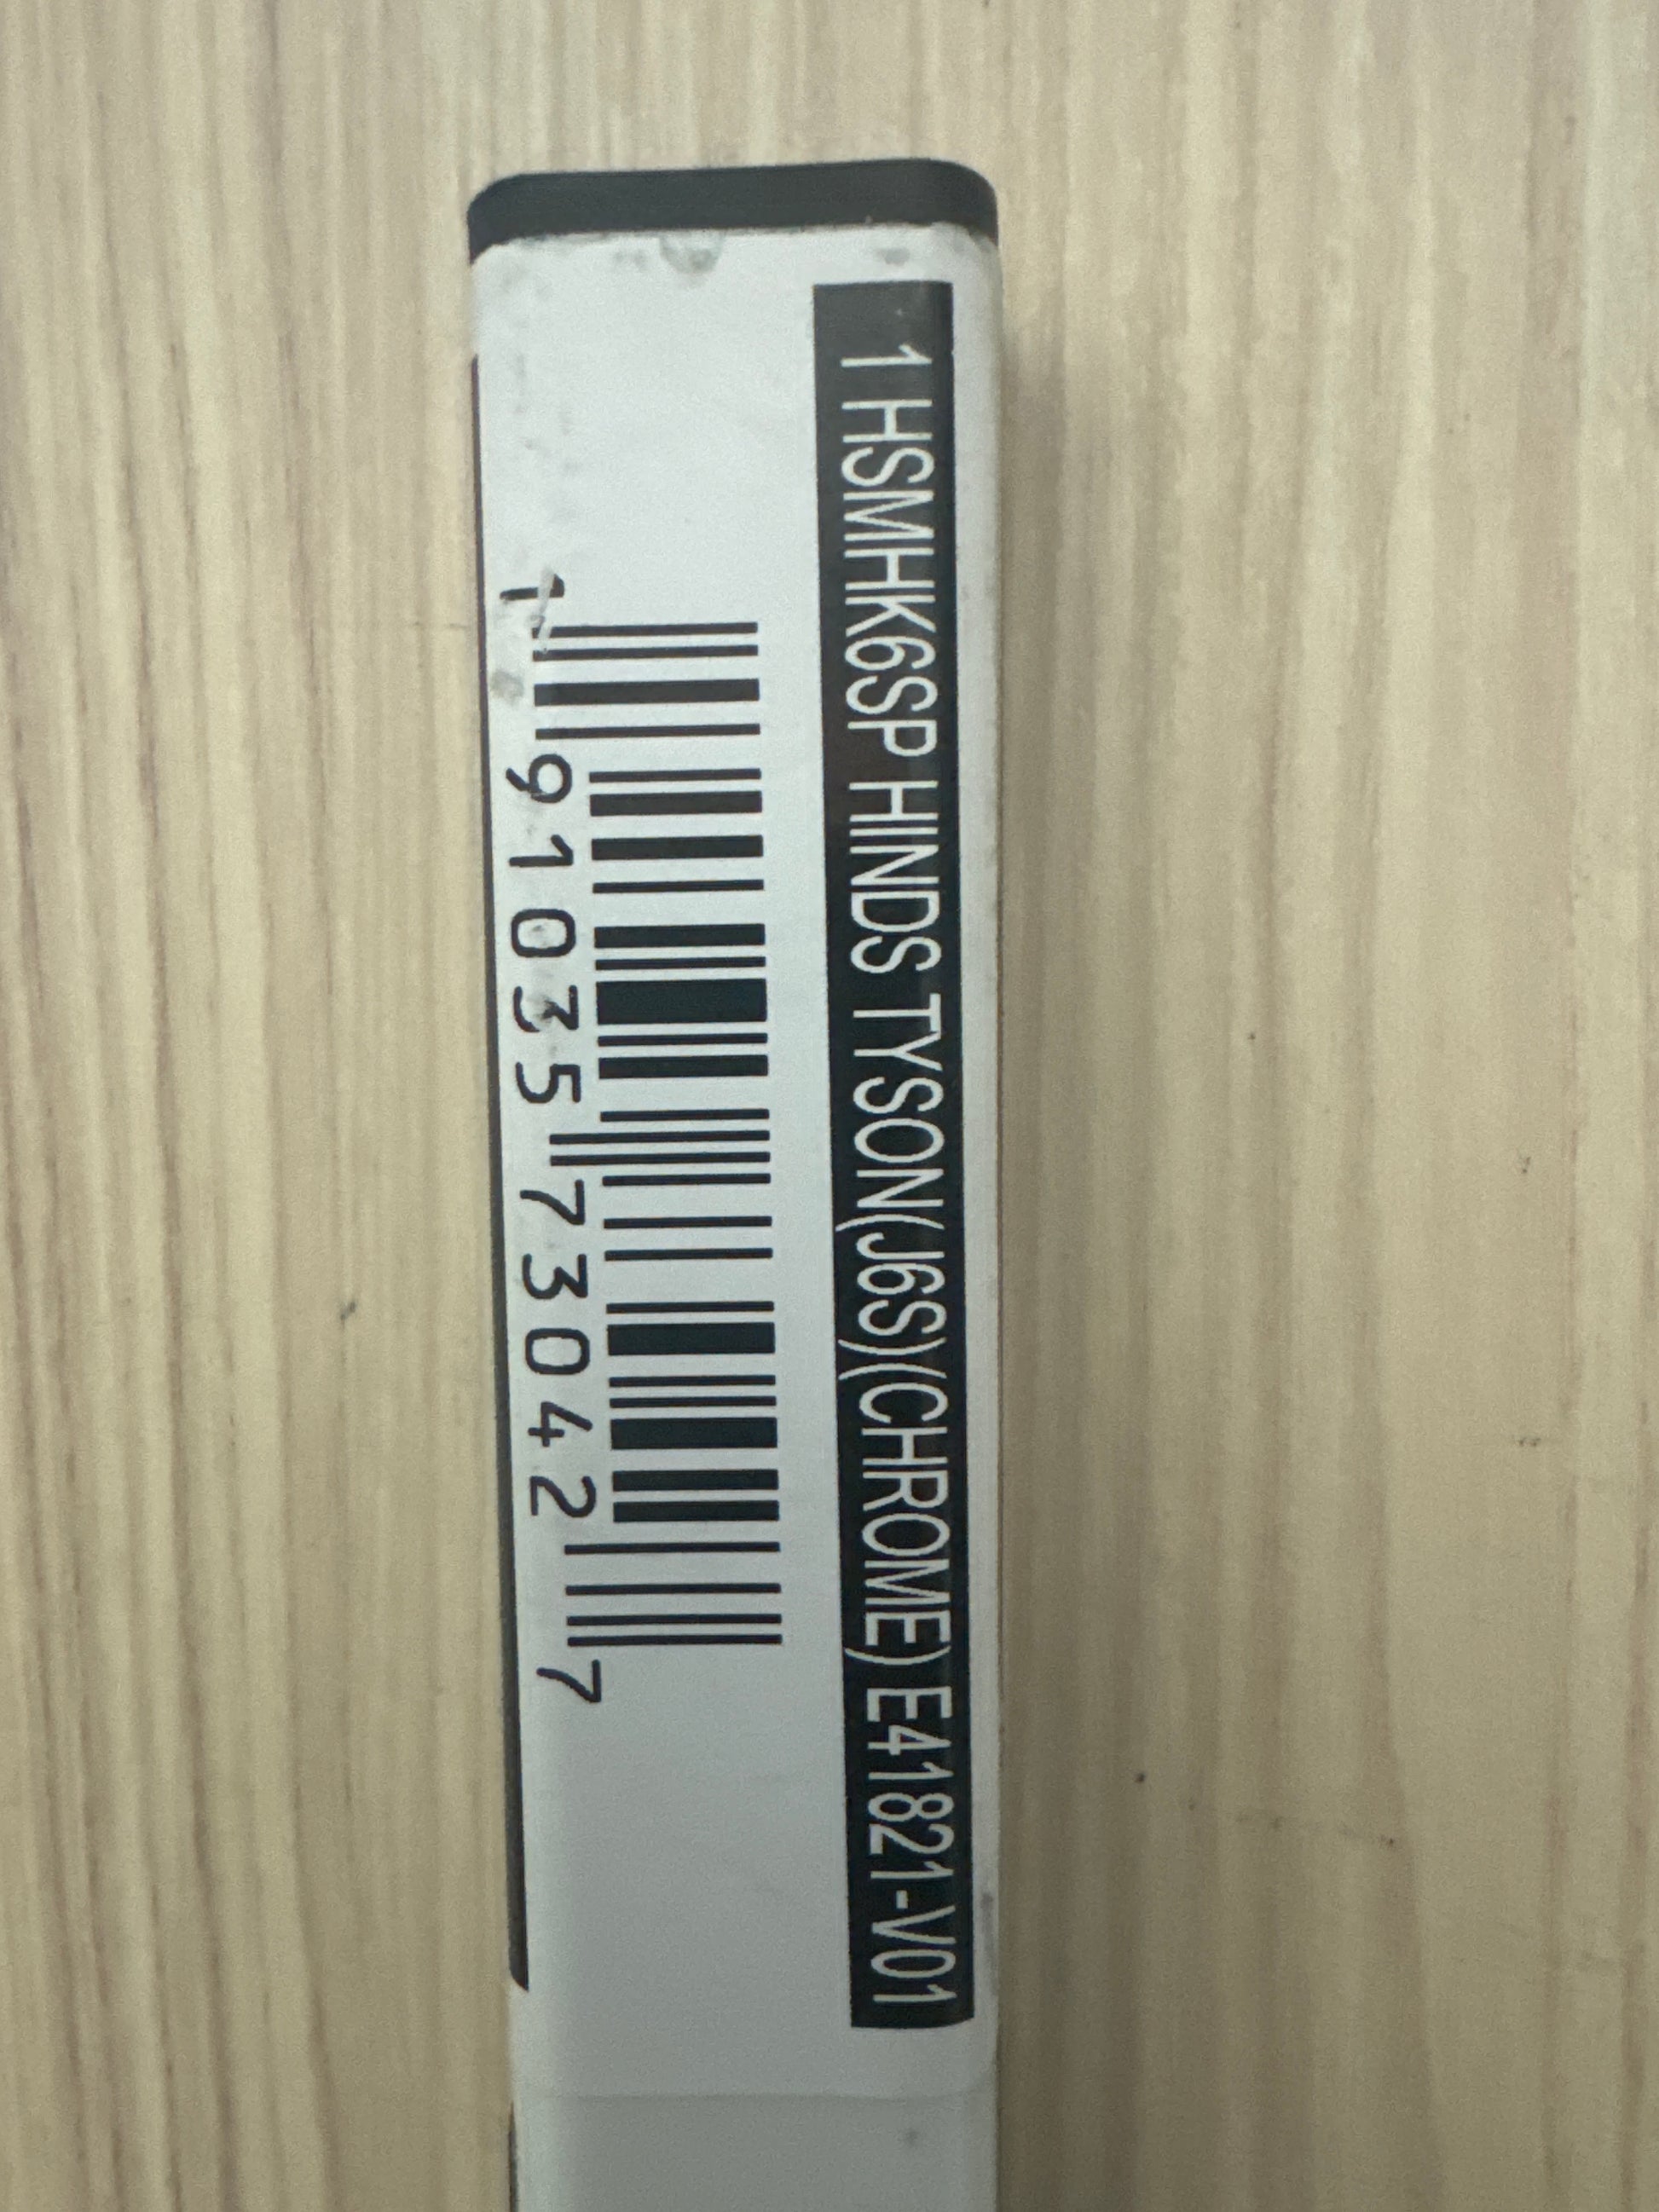 1 HSMHK6SP HINDS TYSON(J6S)(CHROME) E41821-V01
1 91035 73042 7